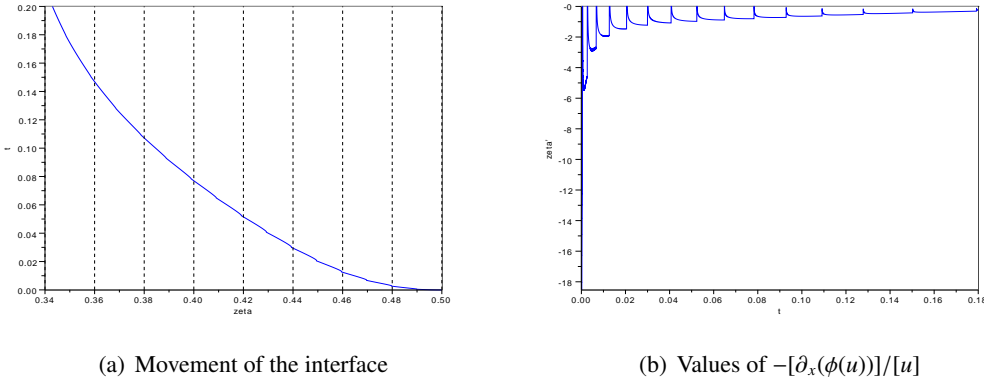 0.20
0.18
0.16
0.14
0.12
0.10
0.08
0.06
0.04
0.02
0.00
t
0.34 0.36 0.38 0.40 0.42 0.44 0.46 0.48 0.50
zeta
(a) Movement of the interface
-0
-2
-4
-6
-8
-10
-12
-14
-16
-18
zeta'
0.00 0.02 0.04 0.06 0.08 0.10 0.12 0.14 0.16 0.18
t
(b) Values of −[∂ₓ(ϕ(u))]/[u]